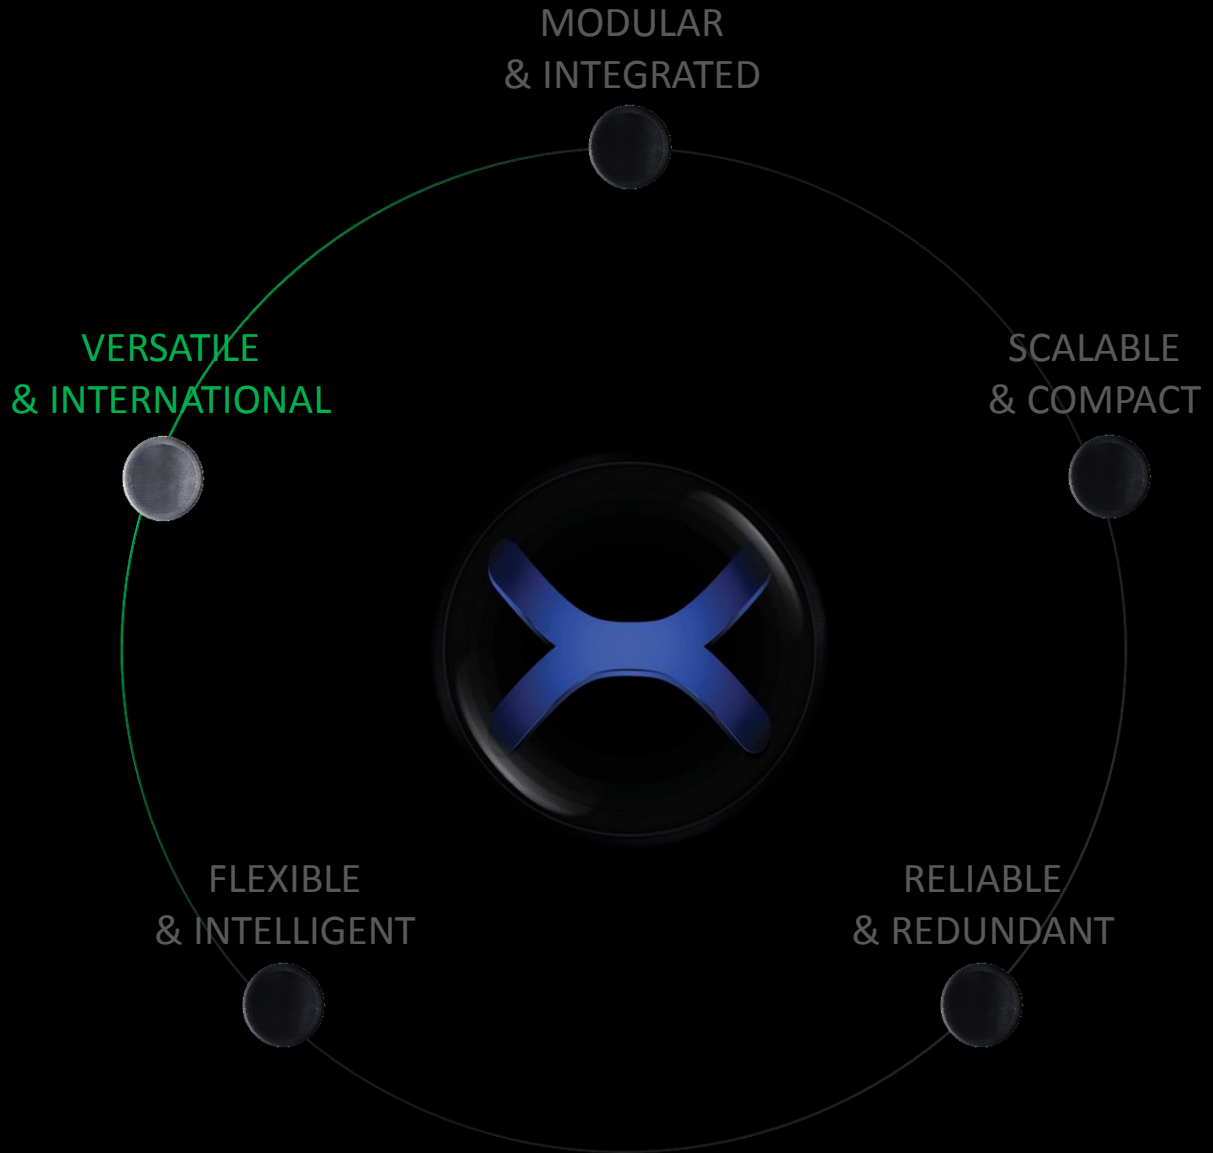 MODULAR
& INTEGRATED
VERSATILE
& INTERNATIONAL
SCALABLE
& COMPACT
FLEXIBLE
& INTELLIGENT
RELIABLE
& REDUNDANT